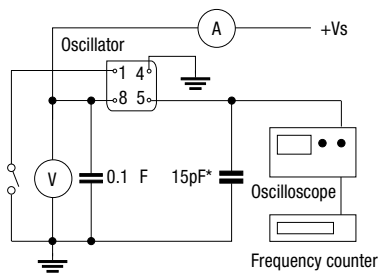 A
+Vs
Oscillator
1 4
8 5
V
0.1 F
15pF*
Oscilloscope
Frequency counter